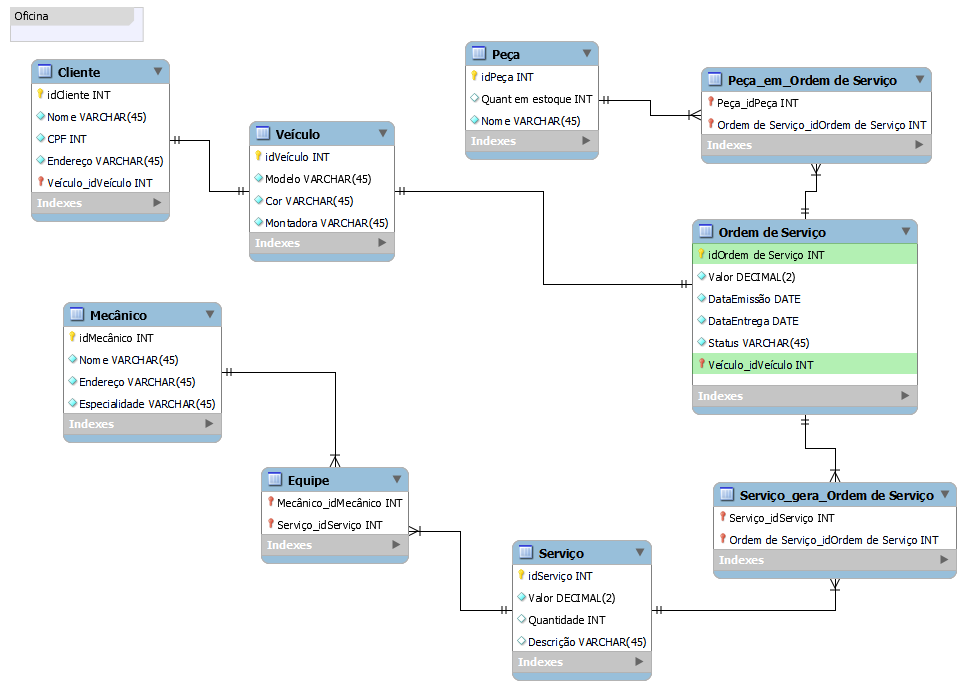 Oficina
Cliente
idCliente INT
Nome VARCHAR(45)
CPF INT
Endereço VARCHAR(45)
Veículo_idVeículo INT
Indexes
Veículo
idVeículo INT
Modelo VARCHAR(45)
Cor VARCHAR(45)
Montadora VARCHAR(45)
Indexes
Peça
idPeça INT
Quant em estoque INT
Nome VARCHAR(45)
Indexes
Peça_em_Ordem de Serviço
Peça_idPeça INT
Ordem de Serviço_idOrdem de Serviço INT
Indexes
Ordem de Serviço
idOrdem de Serviço INT
Valor DECIMAL(2)
DataEmissão DATE
DataEntrega DATE
Status VARCHAR(45)
Veículo_idVeículo INT
Indexes
Mecânico
idMecânico INT
Nome VARCHAR(45)
Endereço VARCHAR(45)
Especialidade VARCHAR(45)
Indexes
Equipe
Mecânico_idMecânico INT
Serviço_idServiço INT
Indexes
Serviço
idServiço INT
Valor DECIMAL(2)
Quantidade INT
Descrição VARCHAR(45)
Indexes
Serviço_gera_Ordem de Serviço
Serviço_idServiço INT
Ordem de Serviço_idOrdem de Serviço INT
Indexes